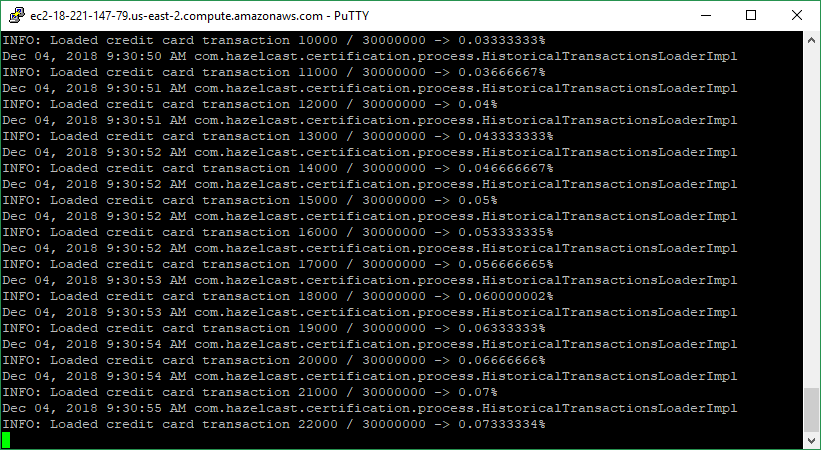 ec2-18-221-147-79.us-east-2.compute.amazonaws.com - PuTTY
INFO: Loaded credit card transaction 10000 / 30000000 -> 0.03333333%
Dec 04, 2018 9:30:50 AM com.hazelcast.certification.process.HistoricalTransactionsLoaderImpl
INFO: Loaded credit card transaction 11000 / 30000000 -> 0.03666667%
Dec 04, 2018 9:30:51 AM com.hazelcast.certification.process.HistoricalTransactionsLoaderImpl
INFO: Loaded credit card transaction 12000 / 30000000 -> 0.04%
Dec 04, 2018 9:30:51 AM com.hazelcast.certification.process.HistoricalTransactionsLoaderImpl
INFO: Loaded credit card transaction 13000 / 30000000 -> 0.043333333%
Dec 04, 2018 9:30:52 AM com.hazelcast.certification.process.HistoricalTransactionsLoaderImpl
INFO: Loaded credit card transaction 14000 / 30000000 -> 0.046666667%
Dec 04, 2018 9:30:52 AM com.hazelcast.certification.process.HistoricalTransactionsLoaderImpl
INFO: Loaded credit card transaction 15000 / 30000000 -> 0.05%
Dec 04, 2018 9:30:52 AM com.hazelcast.certification.process.HistoricalTransactionsLoaderImpl
INFO: Loaded credit card transaction 16000 / 30000000 -> 0.053333335%
Dec 04, 2018 9:30:52 AM com.hazelcast.certification.process.HistoricalTransactionsLoaderImpl
INFO: Loaded credit card transaction 17000 / 30000000 -> 0.056666665%
Dec 04, 2018 9:30:53 AM com.hazelcast.certification.process.HistoricalTransactionsLoaderImpl
INFO: Loaded credit card transaction 18000 / 30000000 -> 0.060000002%
Dec 04, 2018 9:30:53 AM com.hazelcast.certification.process.HistoricalTransactionsLoaderImpl
INFO: Loaded credit card transaction 19000 / 30000000 -> 0.06333333%
Dec 04, 2018 9:30:54 AM com.hazelcast.certification.process.HistoricalTransactionsLoaderImpl
INFO: Loaded credit card transaction 20000 / 30000000 -> 0.06666666%
Dec 04, 2018 9:30:54 AM com.hazelcast.certification.process.HistoricalTransactionsLoaderImpl
INFO: Loaded credit card transaction 21000 / 30000000 -> 0.07%
Dec 04, 2018 9:30:55 AM com.hazelcast.certification.process.HistoricalTransactionsLoaderImpl
INFO: Loaded credit card transaction 22000 / 30000000 -> 0.07333334%